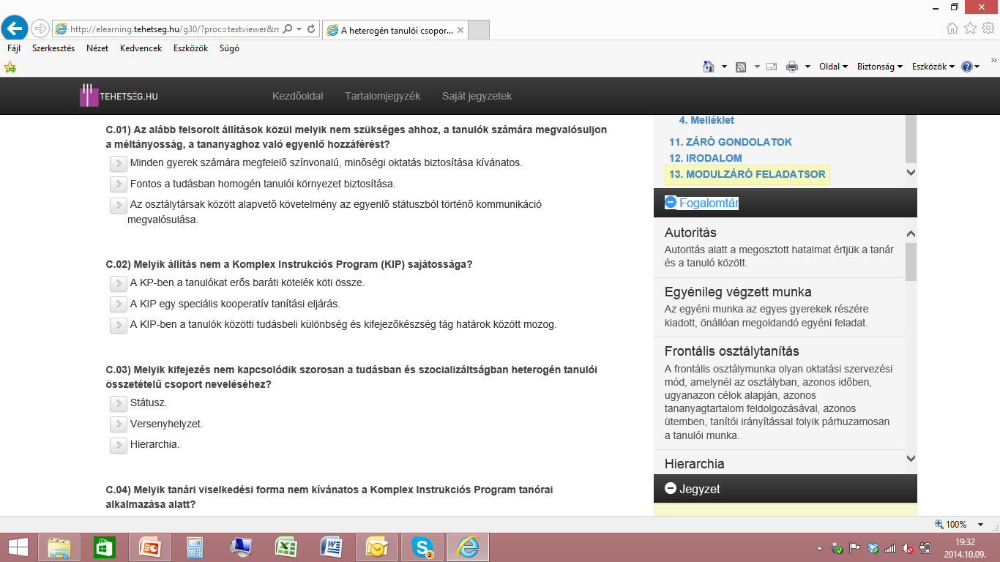 http://elearning.tehetseg.hu/g30/?proc=textviewer&m
A heterogén tanulói csopor...
Fájl Szerkesztés Nézet Kedvencek Eszközök Súgó
Oldal Biztonság Eszközök
TEHETSÉG.HU Kezdőoldal Tartalomjegyzék Saját jegyzetek
C.01) Az alább felsorolt állítások közül melyik nem szükséges ahhoz, a tanulók számára megvalósuljon
a méltányosság, a tananyaghoz való egyenlő hozzáférést?
Minden gyerek számára megfelelő színvonalú, minőségi oktatás biztosítása kívánatos.
Fontos a tudásban homogén tanulói környezet biztosítása.
Az osztálytársak között alapvető követelmény az egyenlő státuszból történő kommunikáció
megvalósulása.
C.02) Melyik állítás nem a Komplex Instrukciós Program (KIP) sajátossága?
A KP-ben a tanulókat erős baráti kötelék köti össze.
A KIP egy speciális kooperatív tanítási eljárás.
A KIP-ben a tanulók közötti tudásbeli különbség és kifejezőkészség tág határok között mozog.
C.03) Melyik kifejezés nem kapcsolódik szorosan a tudásban és szocializáltságban heterogén tanulói
összetételű csoport neveléséhez?
Státusz.
Versenyhelyzet.
Hierarchia.
C.04) Melyik tanári viselkedési forma nem kívánatos a Komplex Instrukciós Program tanórai
alkalmazása alatt?
4. Melléklet
11. ZÁRÓ GONDOLATOK
12. IRODALOM
13. MODULZÁRÓ FELADATSOR
Fogalomtár
Autoritás
Autoritás alatt a megosztott hatalmat értjük a tanár
és a tanuló között.
Egyénileg végzett munka
Az egyéni munka az egyes gyerekek részére
kiadott, önállóan megoldandó egyéni feladat.
Frontális osztálytanítás
A frontális osztálymunka olyan oktatási szervezési
mód, amelynél az osztályban, azonos időben,
ugyanazon célok alapján, azonos
tananyagtartalom feldolgozásával, azonos
ütemben, tanítói irányítással folyik párhuzamosan
a tanulói munka.
Hierarchia
Jegyzet
100%
3
19:32
2014.10.09.